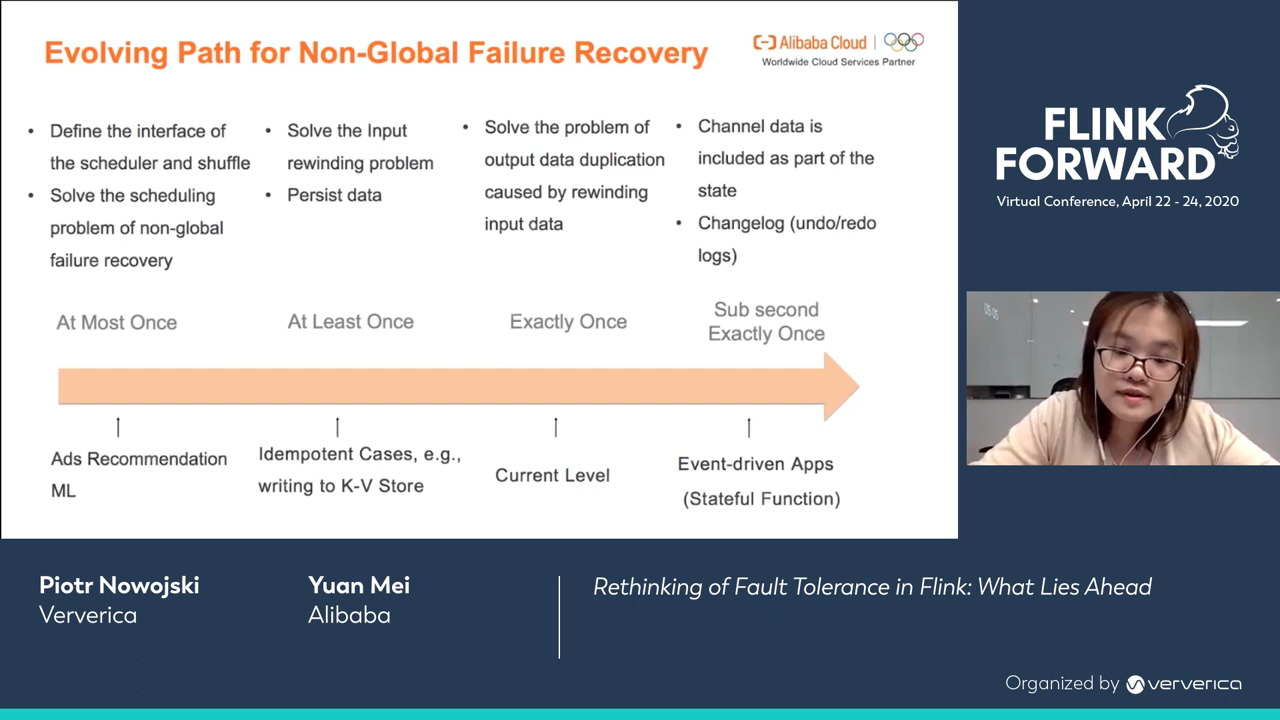 Evolving Path for Non-Global Failure Recovery
Alibaba Cloud
Worldwide Cloud Services Partner
• Define the interface of
the scheduler and shuffle
• Solve the scheduling
problem of non-global
failure recovery
• Solve the Input
rewinding problem
• Persist data
• Solve the problem of
output data duplication
caused by rewinding
input data
• Channel data is
included as part of the
state
• Changelog (undo/redo
logs)
At Most Once
At Least Once
Exactly Once
Sub second
Exactly Once
Ads Recommendation
ML
Idempotent Cases, e.g.,
writing to K-V Store
Current Level
Event-driven Apps
(Stateful Function)
FLINK
FORWARD
Virtual Conference, April 22 - 24, 2020
Piotr Nowojski
Ververica
Yuan Mei
Alibaba
Rethinking of Fault Tolerance in Flink: What Lies Ahead
Organized by ververica